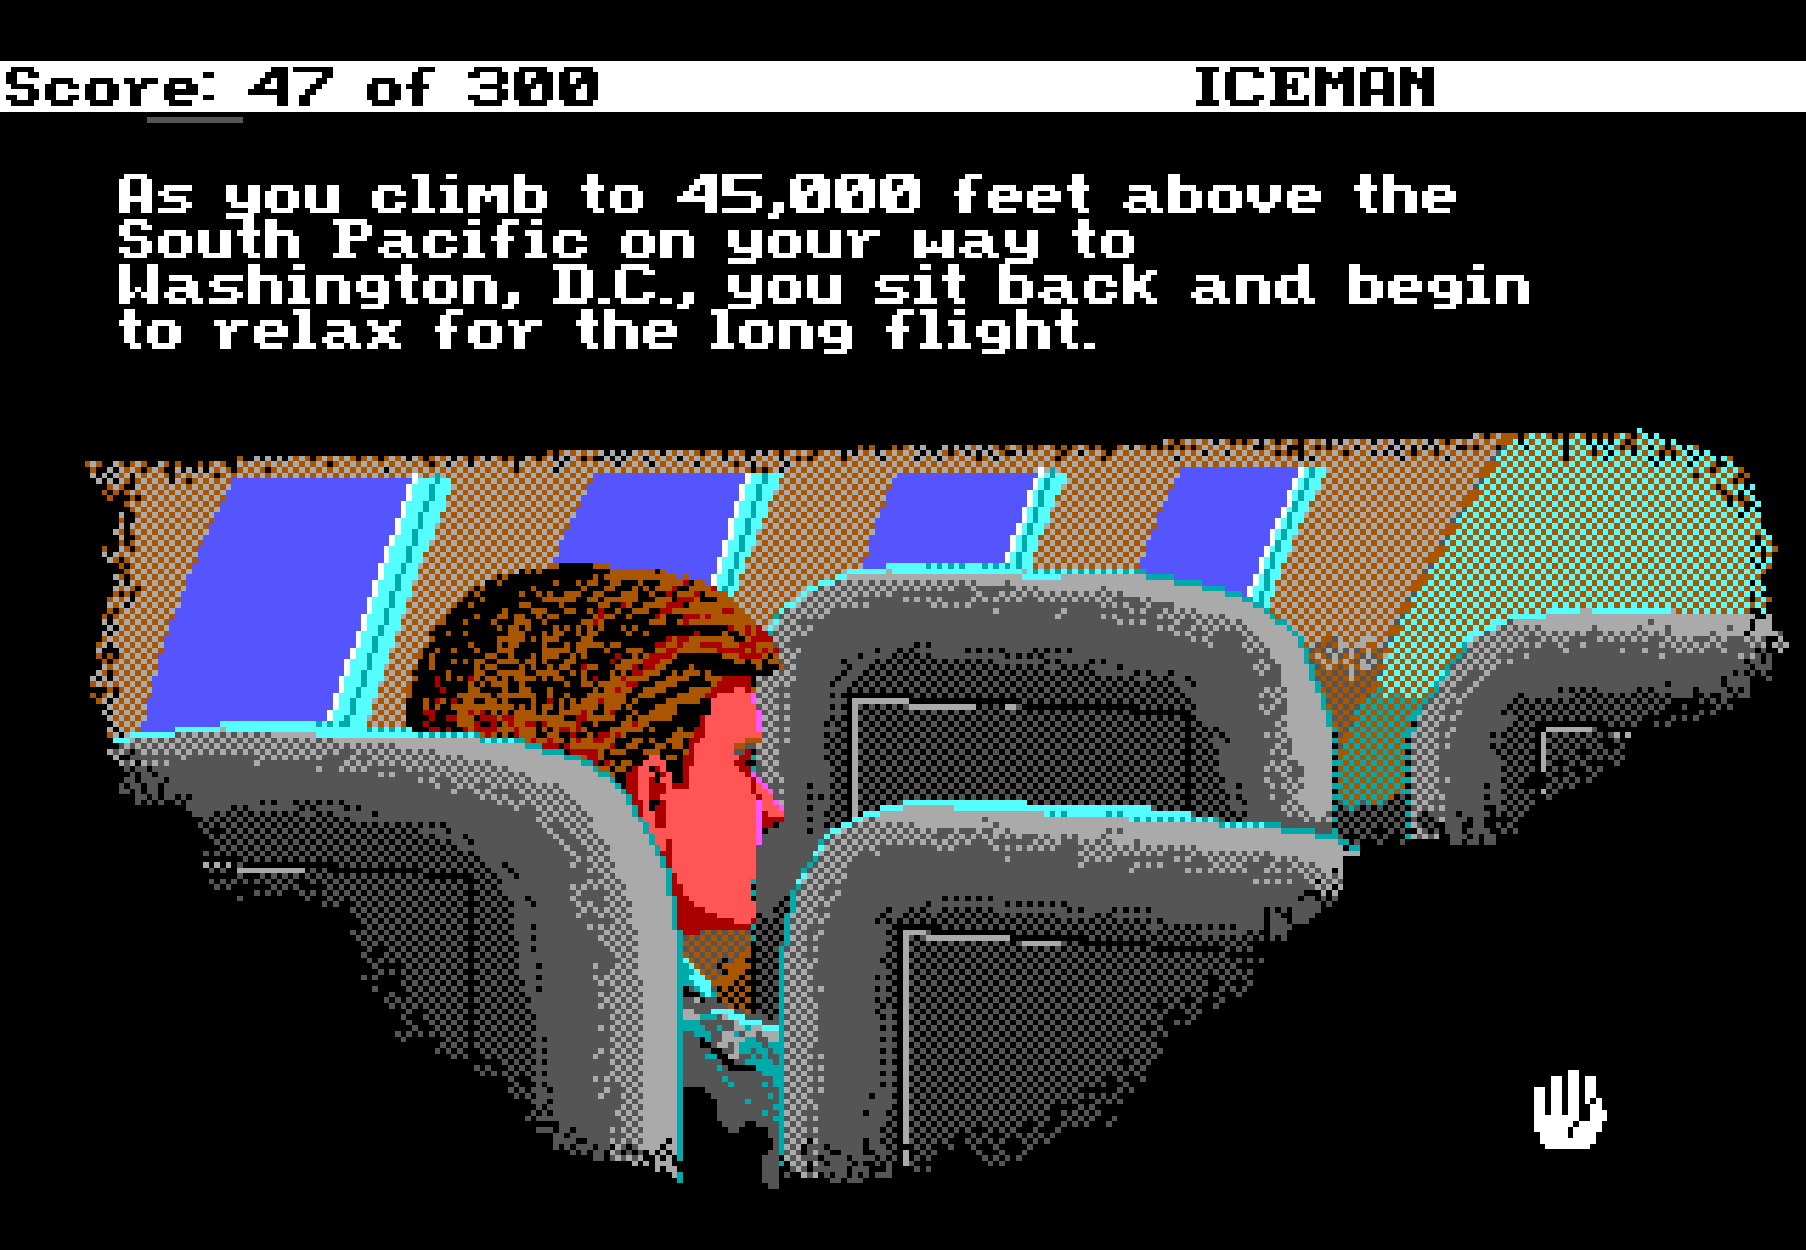 Score: 47 of 300 ICEMAN
As you climb to 45,000 feet above the
South Pacific on your way to
Washington, D.C., you sit back and begin
to relax for the long flight.